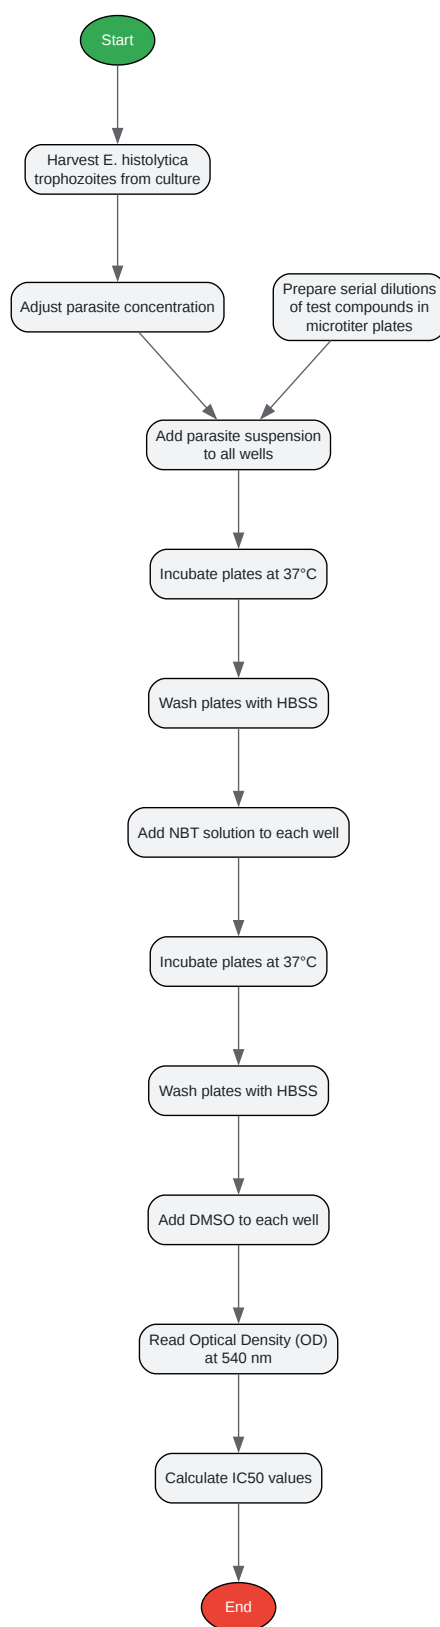 Start
Harvest E. histolytica
trophozoites from culture
Adjust parasite concentration
Prepare serial dilutions
of test compounds in
microtiter plates
Add parasite suspension
to all wells
Incubate plates at 37°C
Wash plates with HBSS
Add NBT solution to each well
Incubate plates at 37°C
Wash plates with HBSS
Add DMSO to each well
Read Optical Density (OD)
at 540 nm
Calculate IC50 values
End